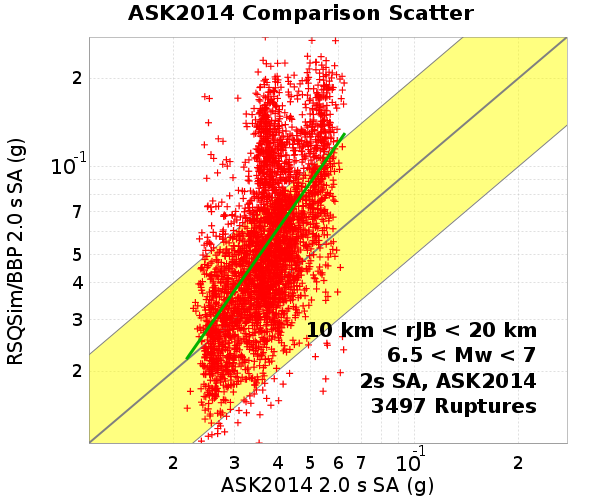 ASK2014 Comparison Scatter
RSQSim/BBP 2.0 s SA (g)
2
10-1
7
5
4
3
2
10 km < rJB < 20 km
6.5 < Mw < 7
2s SA, ASK2014
3497 Ruptures
2 3 4 5 6 7 10-1 2
ASK2014 2.0 s SA (g)